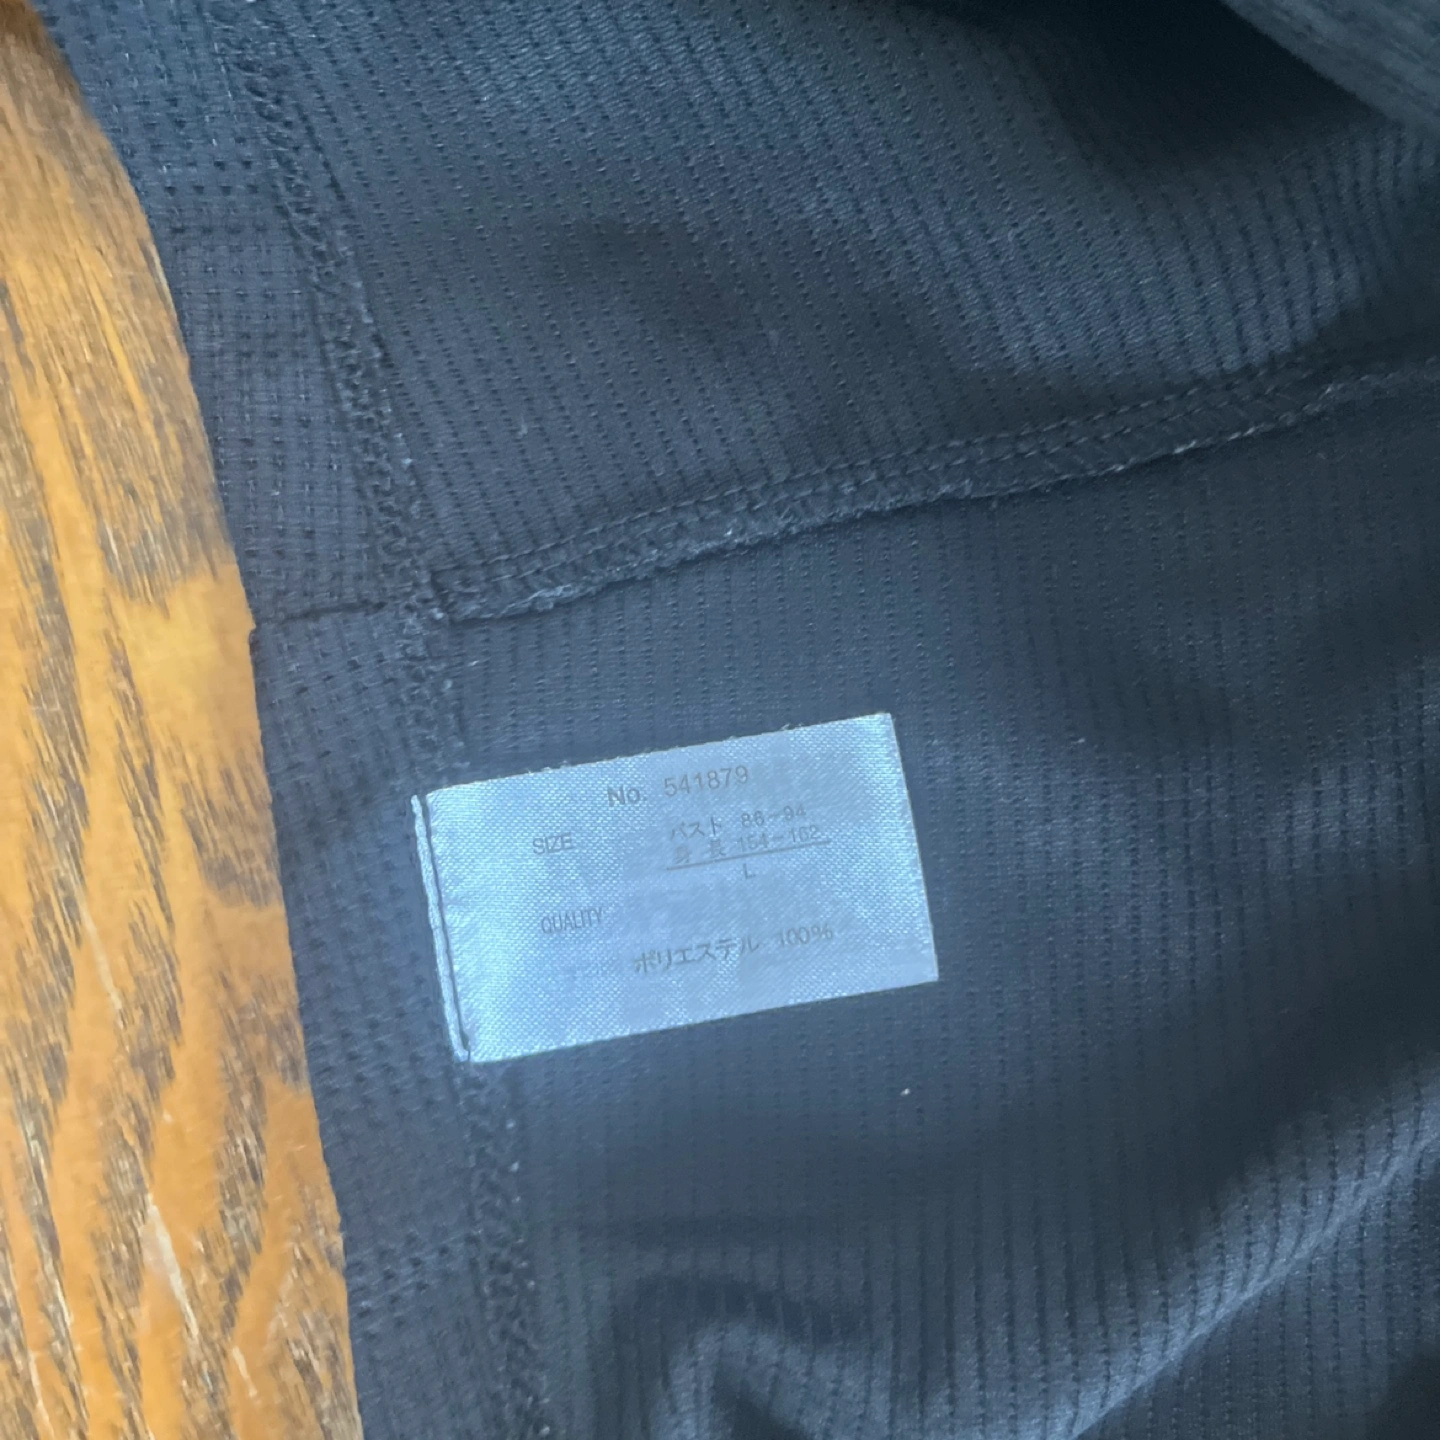 No. 541879
SIZE
バスト 86-94
身長 154-162
L
QUALITY
ポリエステル 100%